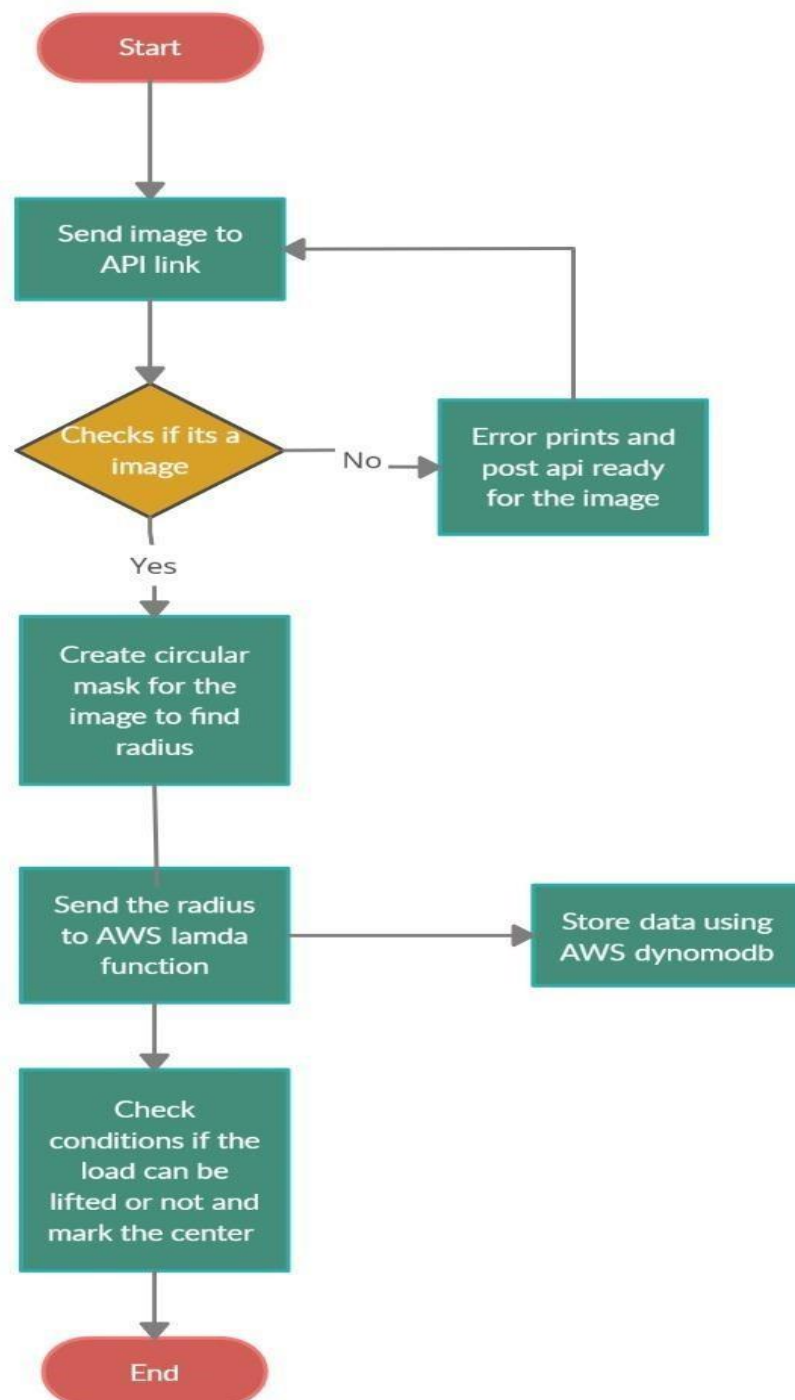 Start
Send image to
API link
Checks if its a
image
No
Error prints and
post api ready
for the image
Yes
Create circular
mask for the
image to find
radius
Send the radius
to AWS lamda
function
Store data using
AWS dynomodb
Check
conditions if the
load can be
lifted or not and
mark the center
End